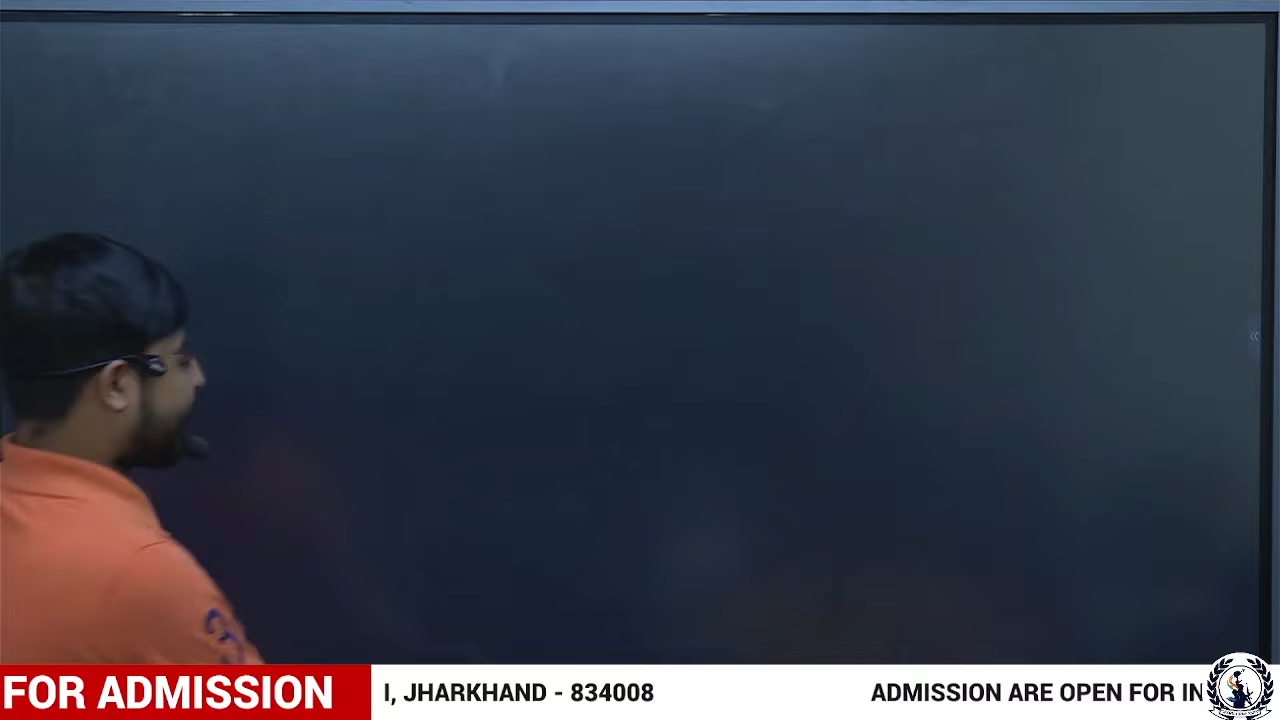 FOR ADMISSION
I, JHARKHAND - 834008
ADMISSION ARE OPEN FOR IN